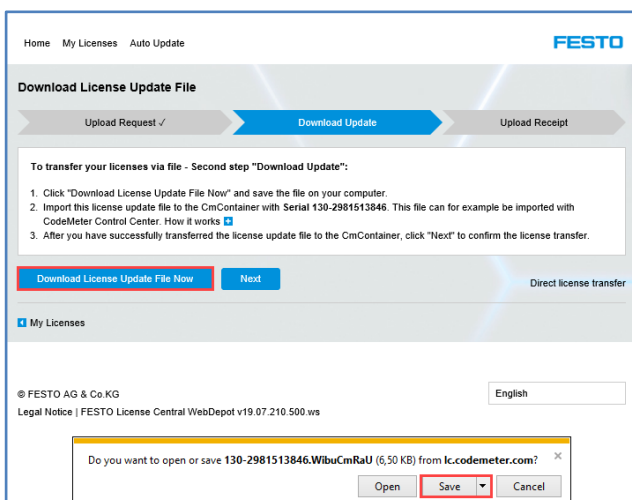 Home My Licenses Auto Update
FESTO
Download License Update File
Upload Request ✓ Download Update Upload Receipt
To transfer your licenses via file - Second step "Download Update":
1. Click "Download License Update File Now" and save the file on your computer.
2. Import this license update file to the CmContainer with Serial 130-2981513846. This file can for example be imported with
CodeMeter Control Center. How it works +
3. After you have successfully transferred the license update file to the CmContainer, click "Next" to confirm the license transfer.
Download License Update File Now Next
Direct license transfer
My Licenses
© FESTO AG & Co.KG
English
Legal Notice | FESTO License Central WebDepot v19.07.210.500.ws
Do you want to open or save 130-2981513846.WibuCmRaU (6,50 KB) from lc.codemeter.com? ×
Open Save Cancel